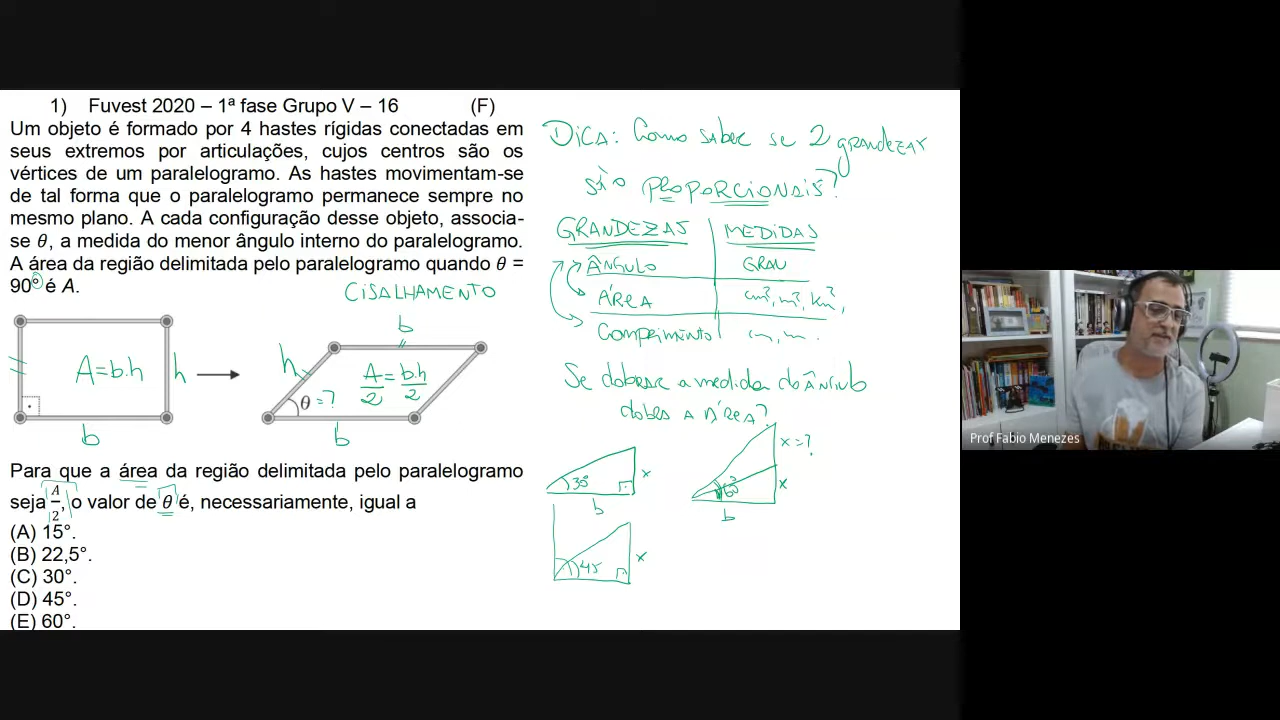 1) Fuvest 2020 – 1ª fase Grupo V – 16 (F)
Um objeto é formado por 4 hastes rígidas conectadas em
seus extremos por articulações, cujos centros são os
vértices de um paralelogramo. As hastes movimentam-se
de tal forma que o paralelogramo permanece sempre no
mesmo plano. A cada configuração desse objeto, associa-
se θ, a medida do menor ângulo interno do paralelogramo.
A área da região delimitada pelo paralelogramo quando θ =
90° é A.
CISALHAMENTO
b
A=b.h
h
h
A/2 = b.h/2
θ =?
b
b
Para que a área da região delimitada pelo paralelogramo
seja A/2, o valor de θ é, necessariamente, igual a
(A) 15°.
(B) 22,5°.
(C) 30°.
(D) 45°.
(E) 60°.
DICA: Como saber se 2 GRANDEZAS
SÃO PROPORCIONAIS?
GRANDEZAS MEDIDAS
ÂNGULO GRAU
ÁREA cm², m², km²,
COMPRIMENTO m, m.
Se dobrar a medida do ÂNGULO
dobra a ÁREA?
30°
x
b
60°
x=?
x
b
45
x
Prof Fabio Menezes